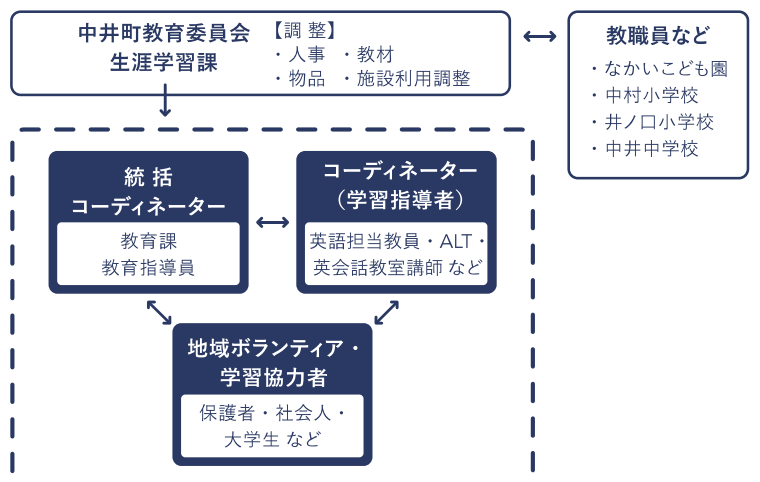 中井町教育委員会
生涯学習課
【調 整】
・人事 ・教材
・物品 ・施設利用調整
教職員など
・なかいこども園
・中村小学校
・井ノ口小学校
・中井中学校
統 括
コーディネーター
教育課
教育指導員
コーディネーター
（学習指導者）
英語担当教員・ALT・
英会話教室講師 など
地域ボランティア・
学習協力者
保護者・社会人・
大学生 など